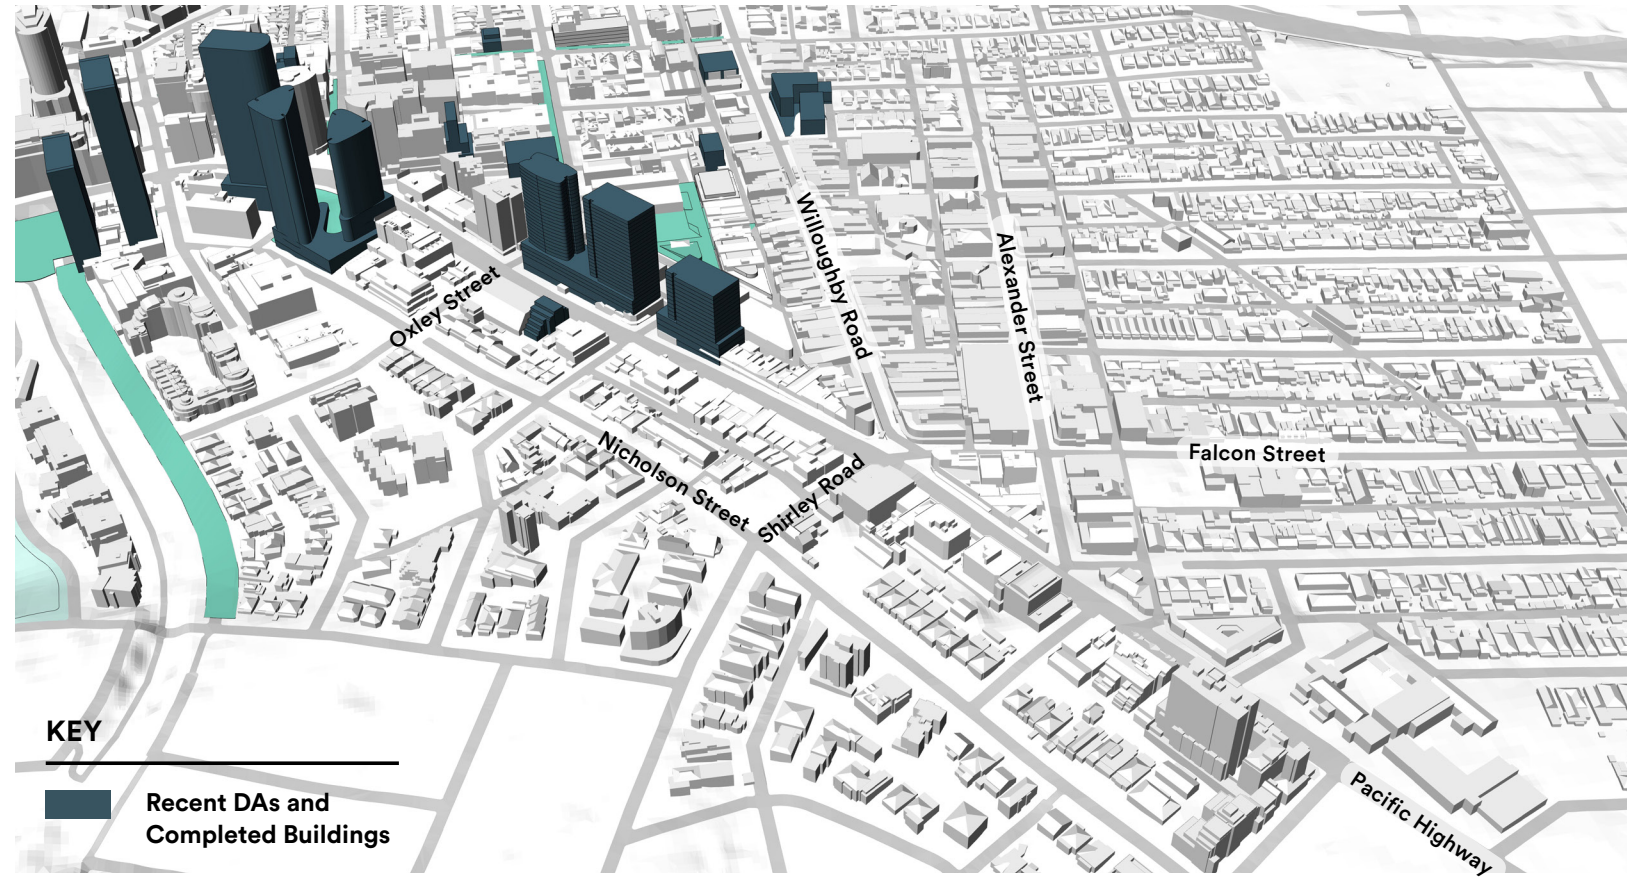 Willoughby Road
Alexander Street
Oxley Street
Falcon Street
Nicholson Street
Shirley Road
KEY
Recent DAs and
Completed Buildings
Pacific Highway